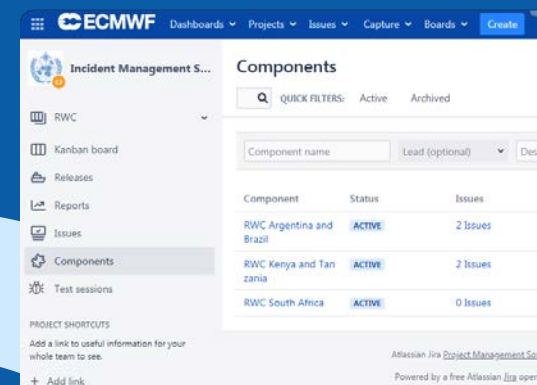 ECMWF Dashboards Projects Issues Capture Boards Create
Incident Management S...
RWC
Kanban board
Releases
Reports
Issues
Components
Test sessions
PROJECT SHORTCUTS
Add a link to useful information for your
whole team to see.
+ Add link
Components
QUICK FILTERS: Active Archived
Component name Lead (optional) Des
Component Status Issues
RWC Argentina and
Brazil ACTIVE 2 Issues
RWC Kenya and Tan
zania ACTIVE 2 Issues
RWC South Africa ACTIVE 0 Issues
Atlassian Jira Project Management So
Powered by a free Atlassian Jira open